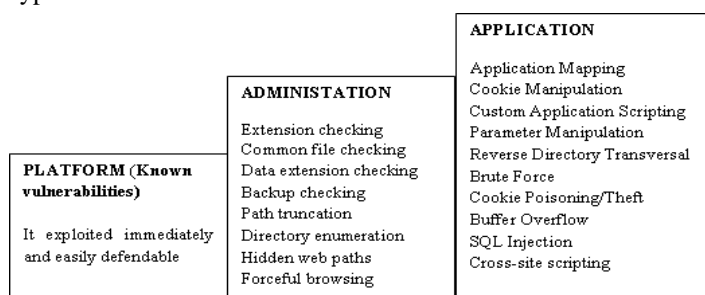 PLATFORM (Known
vulnerabilities)
It exploited immediately
and easily defendable
ADMINISTATION
Extension checking
Common file checking
Data extension checking
Backup checking
Path truncation
Directory enumeration
Hidden web paths
Forceful browsing
APPLICATION
Application Mapping
Cookie Manipulation
Custom Application Scripting
Parameter Manipulation
Reverse Directory Transversal
Brute Force
Cookie Poisoning/Theft
Buffer Overflow
SQL Injection
Cross-site scripting